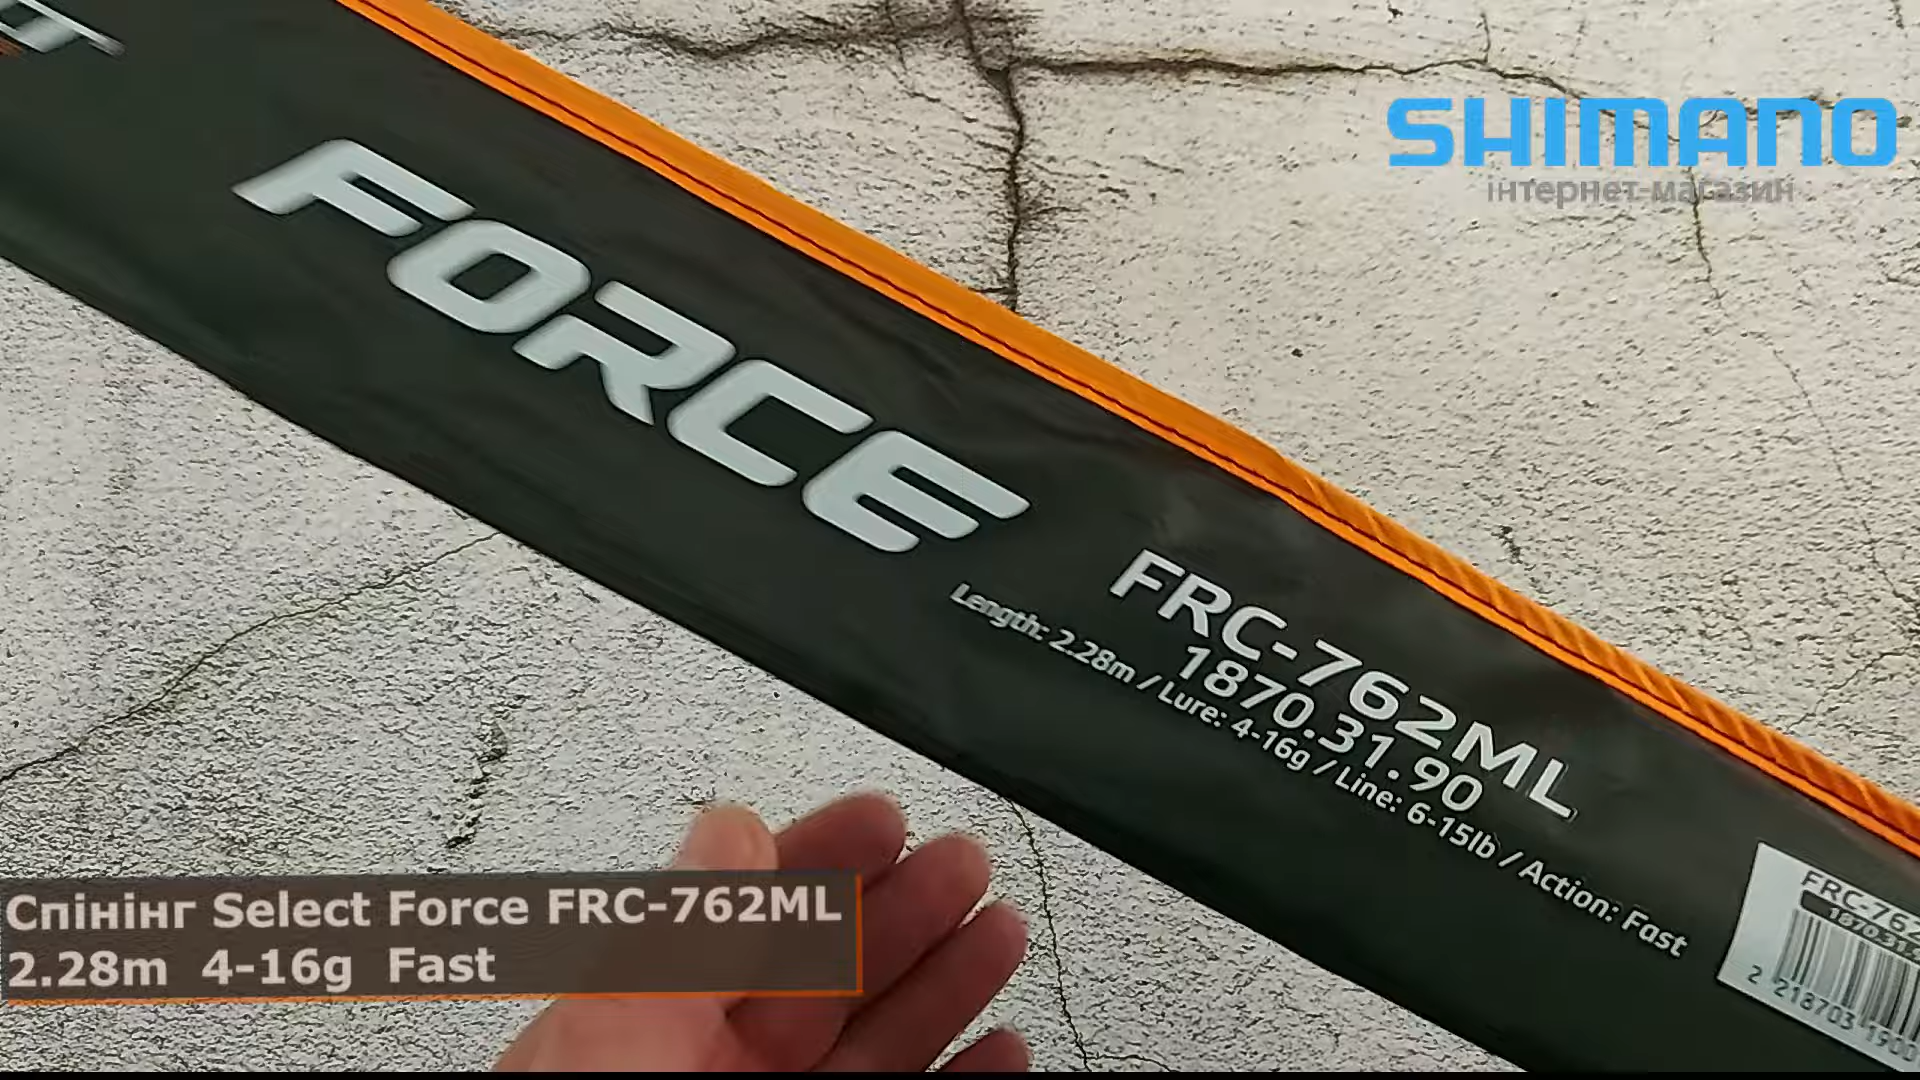 SHIMANO
інтернет-магазин
FORCE
FRC-762ML
1870.31.90
Length: 2.28m / Lure: 4-16g / Line: 6-15lb / Action: Fast
Спінінг Select Force FRC-762ML
2.28m 4-16g Fast